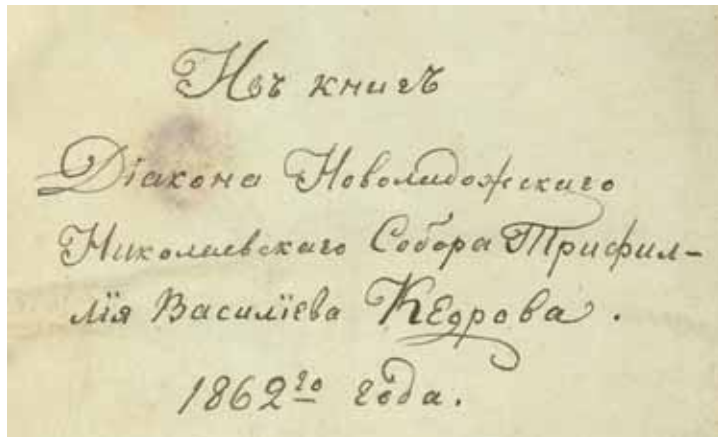 Изъ книгъ
Діакона Новоладожскаго
Николаевскаго Собора Трифил-
лія Василіева Кедрова.
1862го года.